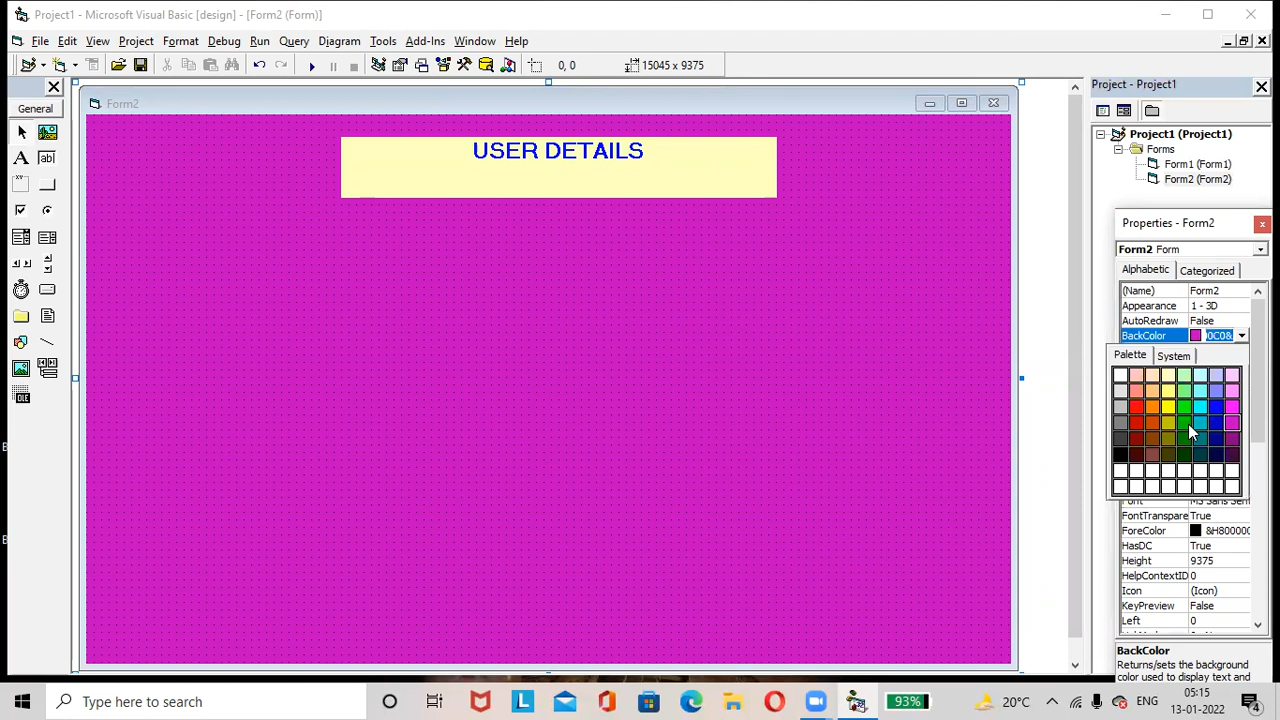 Project1 - Microsoft Visual Basic [design] - [Form2 (Form)]
File Edit View Project Format Debug Run Query Diagram Tools Add-Ins Window Help
0, 0 15045 x 9375
General
Form2
USER DETAILS
Project - Project1
Project1 (Project1)
Forms
Form1 (Form1)
Form2 (Form2)
Properties - Form2
Form2 Form
Alphabetic Categorized
(Name) Form2
Appearance 1 - 3D
AutoRedraw False
BackColor 00C0&
Palette System
FontTranspare True
ForeColor &H800000
HasDC True
Height 9375
HelpContextID 0
Icon (Icon)
KeyPreview False
Left 0
BackColor
Returns/sets the background
color used to display text and
Type here to search
93%
20°C
05:15
13-01-2022
4